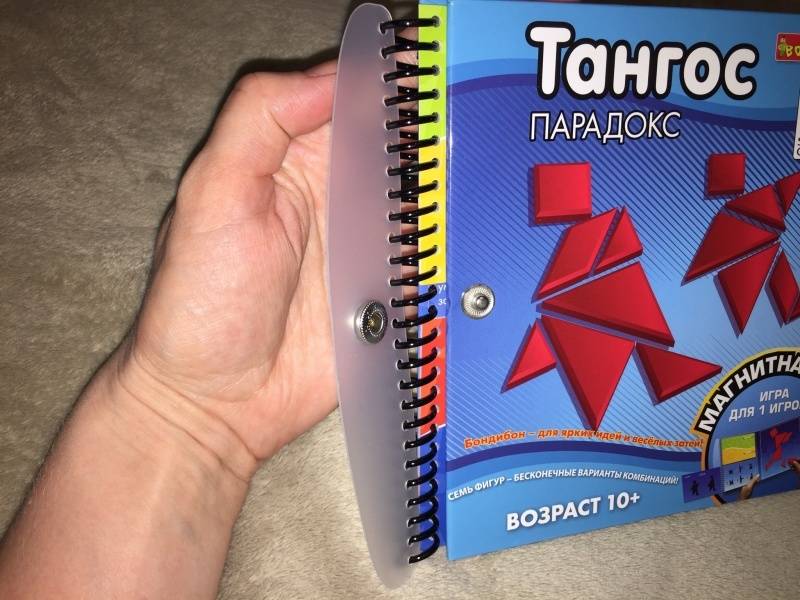 Тангос
ПАРАДОКС
МАГНИТНА
ИГРА
ДЛЯ 1 ИГРО
Бондибон – для ярких идей и весёлых затей!
СЕМЬ ФИГУР – БЕСКОНЕЧНЫЕ ВАРИАНТЫ КОМБИНАЦИЙ!
ВОЗРАСТ 10+